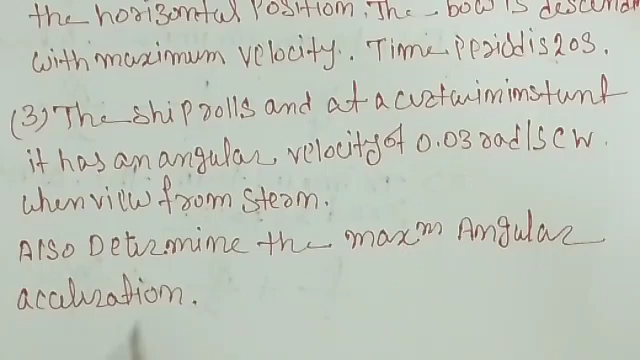 the horizontal Position. The bow is descendin
with maximum velocity. Time Period is 20s.
(3) The ship rolls and at a certain instant
it has an angular velocity of 0.03 rad/s CW.
when view from stern.
Also Determine the maxm Angular
acceleration.